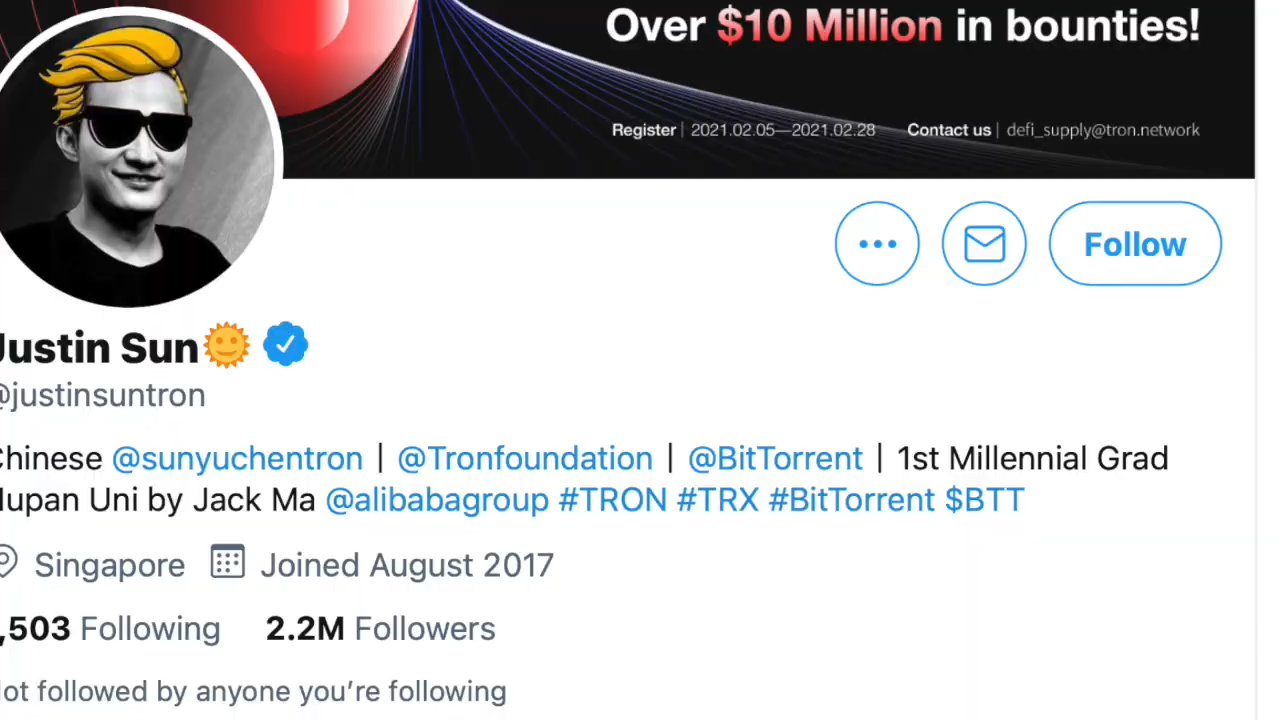 Over $10 Million in bounties!
Register | 2021.02.05—2021.02.28 Contact us | defi_supply@tron.network
Follow
Justin Sun🌞
@justinsuntron
Chinese @sunyuchentron | @Tronfoundation | @BitTorrent | 1st Millennial Grad
Hupan Uni by Jack Ma @alibabagroup #TRON #TRX #BitTorrent $BTT
Singapore Joined August 2017
,503 Following 2.2M Followers
Not followed by anyone you're following